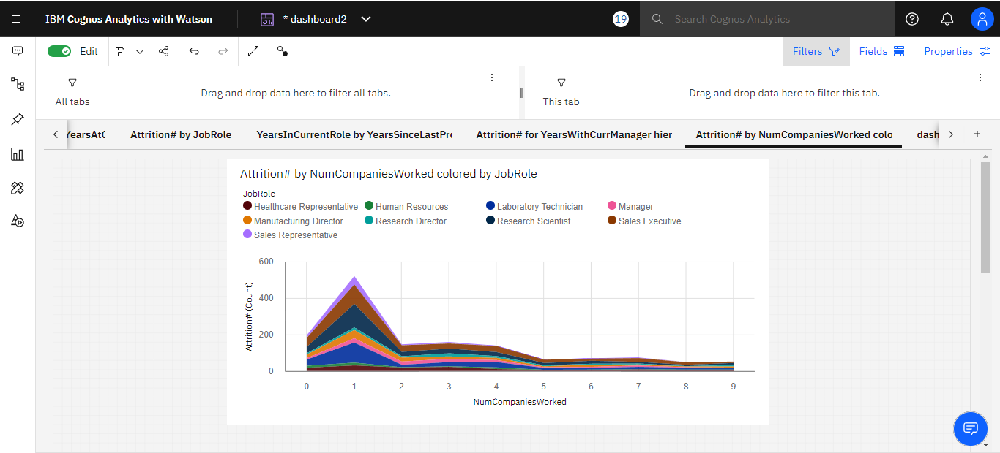 IBM Cognos Analytics with Watson
* dashboard2
19
Search Cognos Analytics
Edit
Filters
Fields
Properties
All tabs
Drag and drop data here to filter all tabs.
This tab
Drag and drop data here to filter this tab.
YearsAtC
Attrition# by JobRole
YearsInCurrentRole by YearsSinceLastPro
Attrition# for YearsWithCurrManager hier
Attrition# by NumCompaniesWorked colo
dash
Attrition# by NumCompaniesWorked colored by JobRole
JobRole
Healthcare Representative
Human Resources
Laboratory Technician
Manager
Manufacturing Director
Research Director
Research Scientist
Sales Executive
Sales Representative
Attrition# (Count)
600
400
200
0
0 1 2 3 4 5 6 7 8 9
NumCompaniesWorked